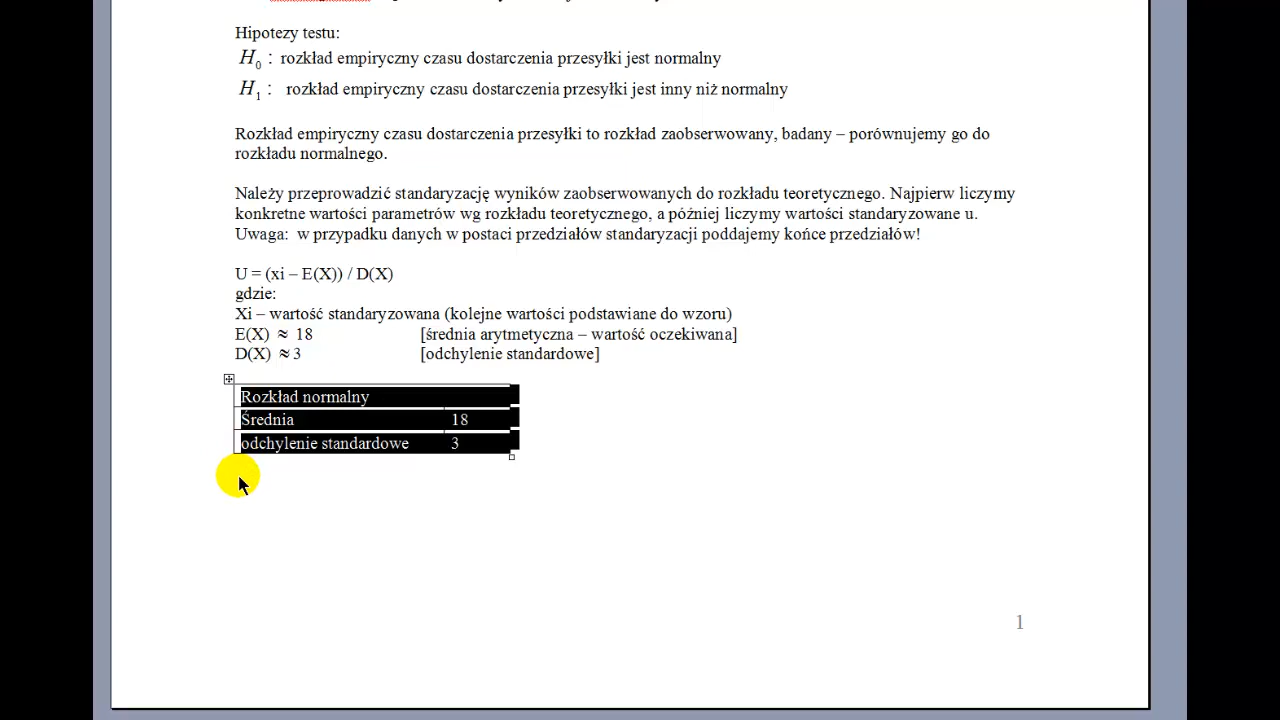 Hipotezy testu:
H0 : rozkład empiryczny czasu dostarczenia przesyłki jest normalny
H1 : rozkład empiryczny czasu dostarczenia przesyłki jest inny niż normalny
Rozkład empiryczny czasu dostarczenia przesyłki to rozkład zaobserwowany, badany – porównujemy go do
rozkładu normalnego.
Należy przeprowadzić standaryzację wyników zaobserwowanych do rozkładu teoretycznego. Najpierw liczymy
konkretne wartości parametrów wg rozkładu teoretycznego, a później liczymy wartości standaryzowane u.
Uwaga: w przypadku danych w postaci przedziałów standaryzacji poddajemy końce przedziałów!
U = (xi – E(X)) / D(X)
gdzie:
Xi – wartość standaryzowana (kolejne wartości podstawiane do wzoru)
E(X) ≈ 18 [średnia arytmetyczna – wartość oczekiwana]
D(X) ≈ 3 [odchylenie standardowe]
Rozkład normalny
Średnia 18
odchylenie standardowe 3
1